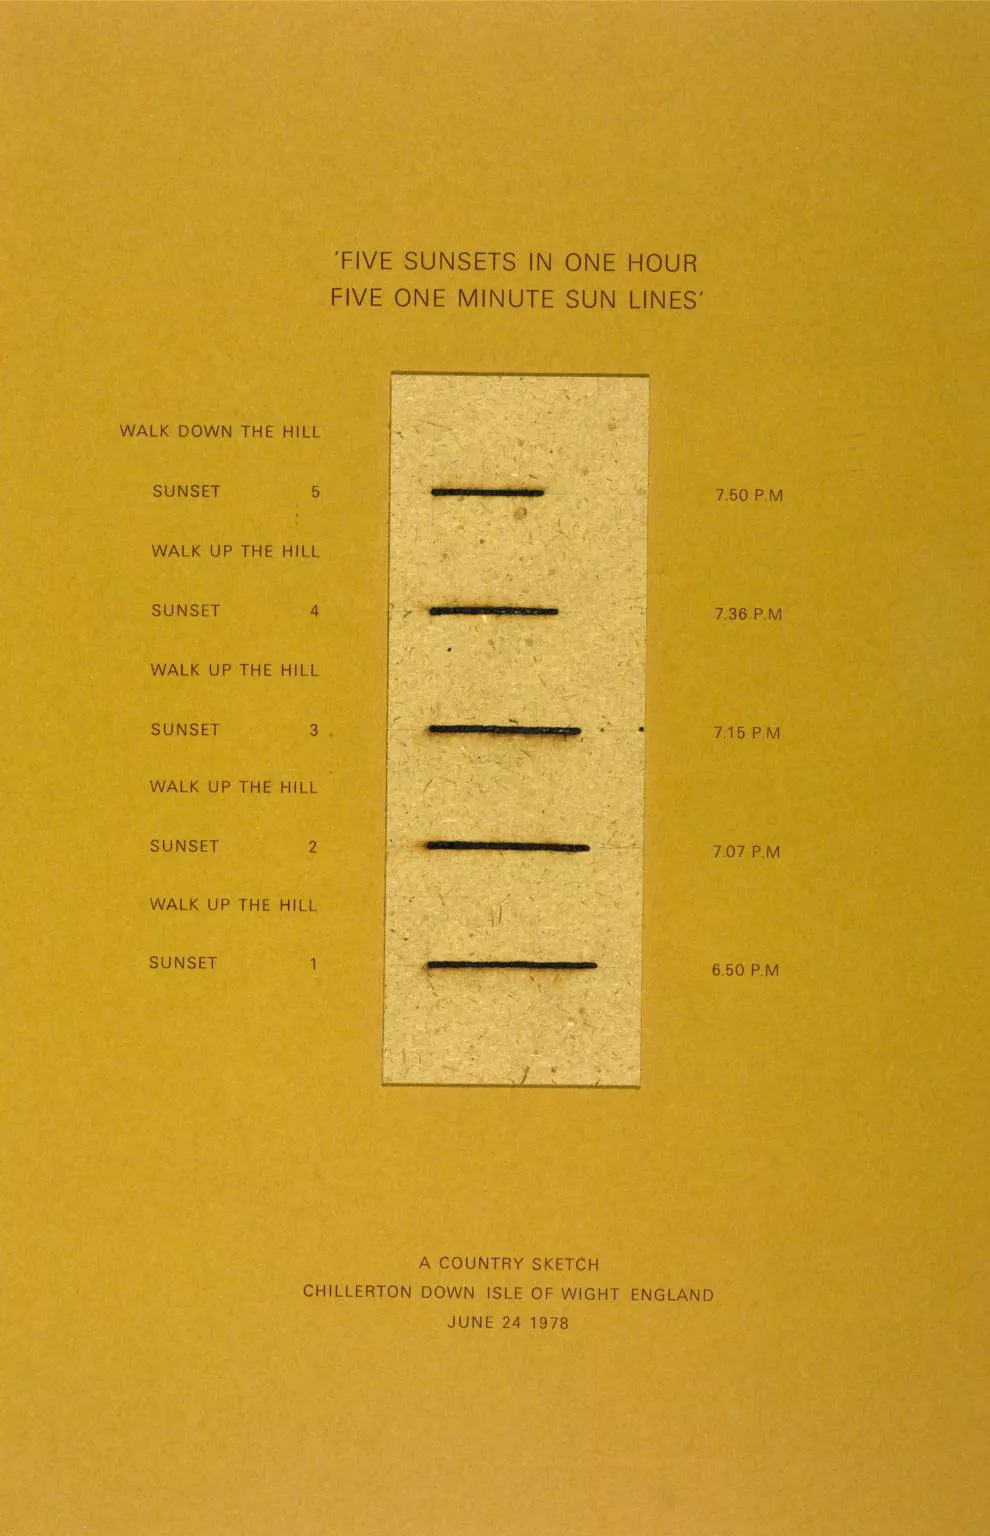 'FIVE SUNSETS IN ONE HOUR
FIVE ONE MINUTE SUN LINES'
WALK DOWN THE HILL
SUNSET 5 7.50 P.M
WALK UP THE HILL
SUNSET 4 7.36 P.M
WALK UP THE HILL
SUNSET 3 7.15 P.M
WALK UP THE HILL
SUNSET 2 7.07 P.M
WALK UP THE HILL
SUNSET 1 6.50 P.M
A COUNTRY SKETCH
CHILLERTON DOWN ISLE OF WIGHT ENGLAND
JUNE 24 1978